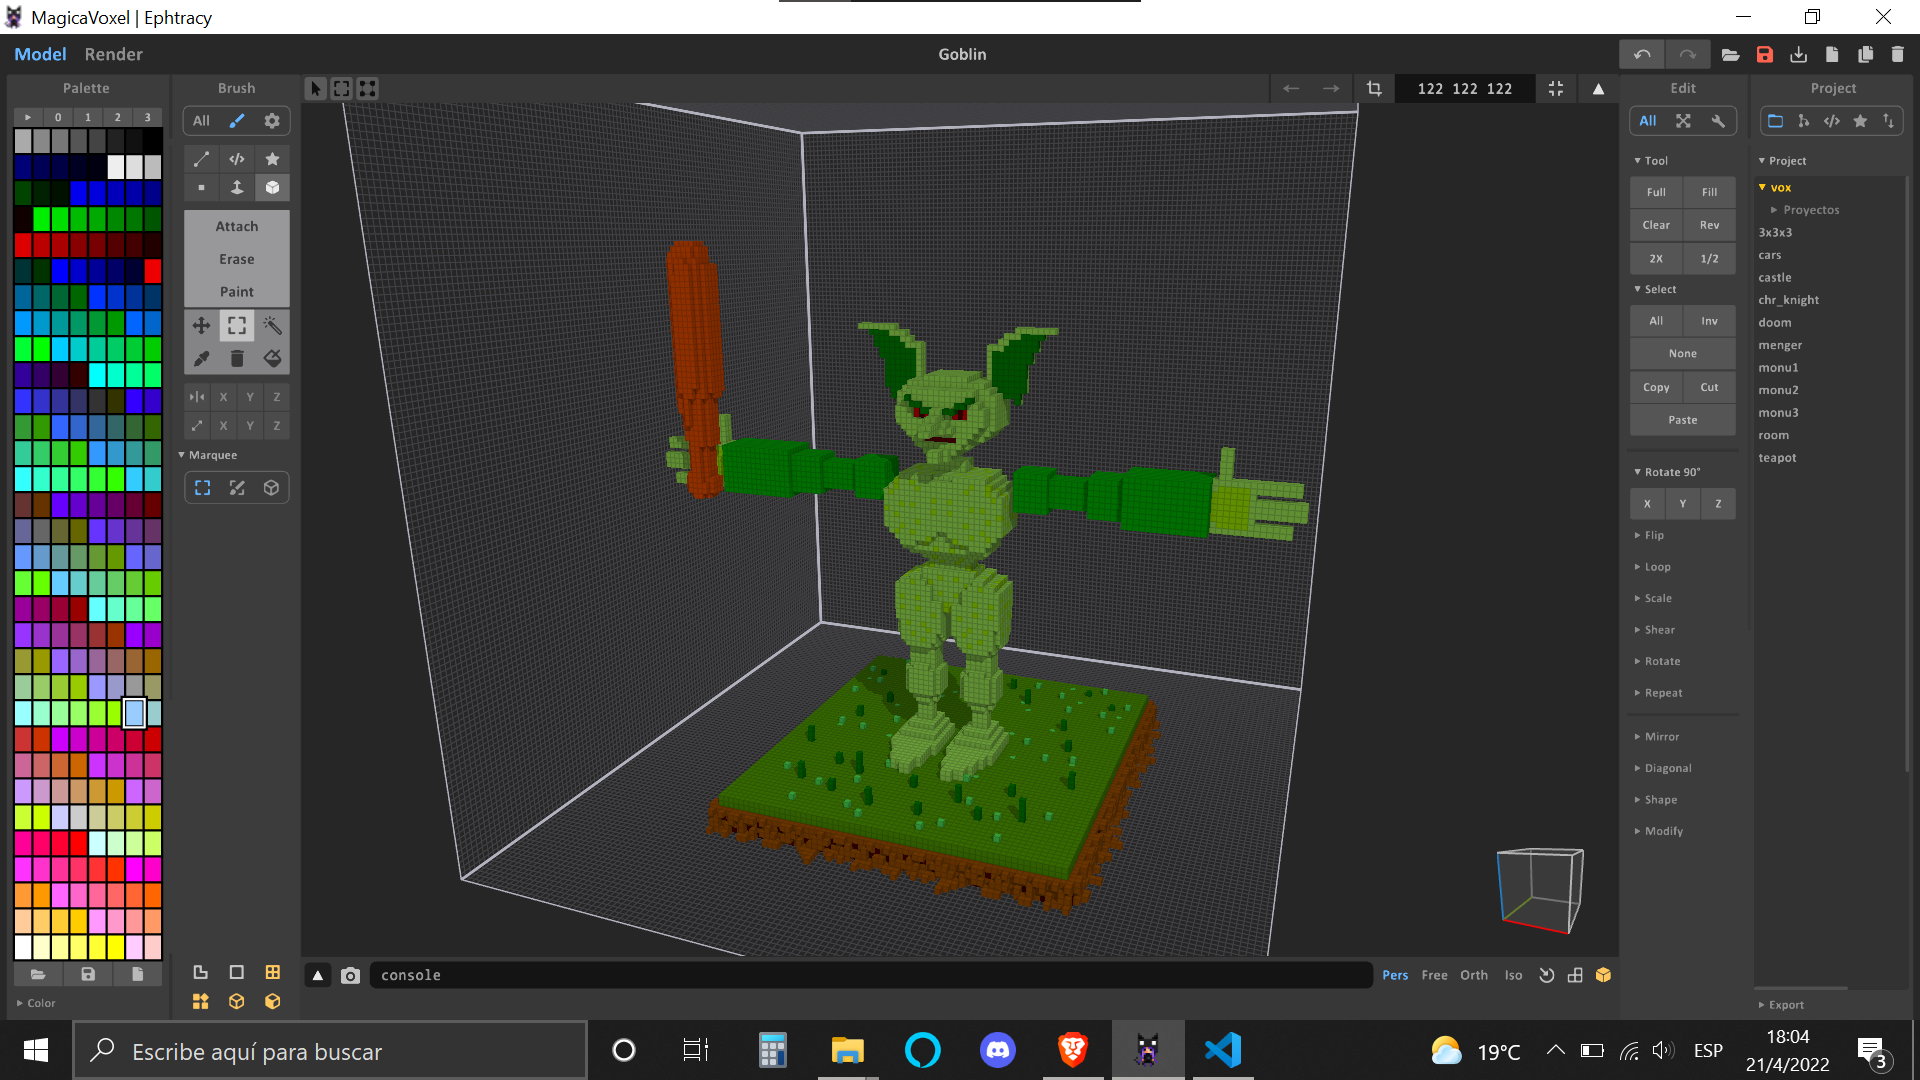 MagicaVoxel | Ephtracy
Model Render
Goblin
Palette
Brush
122 122 122
Edit
Project
0 1 2 3
All
All
Tool
Project
Full Fill
vox
Proyectos
Clear Rev
3x3x3
2X 1/2
cars
castle
Select
chr_knight
All Inv
doom
None
menger
monu1
Copy Cut
monu2
Paste
monu3
room
teapot
Attach
Erase
Paint
X Y Z
X Y Z
Marquee
Rotate 90°
X Y Z
Flip
Loop
Scale
Shear
Rotate
Repeat
Mirror
Diagonal
Shape
Modify
console
Pers Free Orth Iso
Color
Export
Escribe aquí para buscar
19°C
ESP
18:04
21/4/2022
3